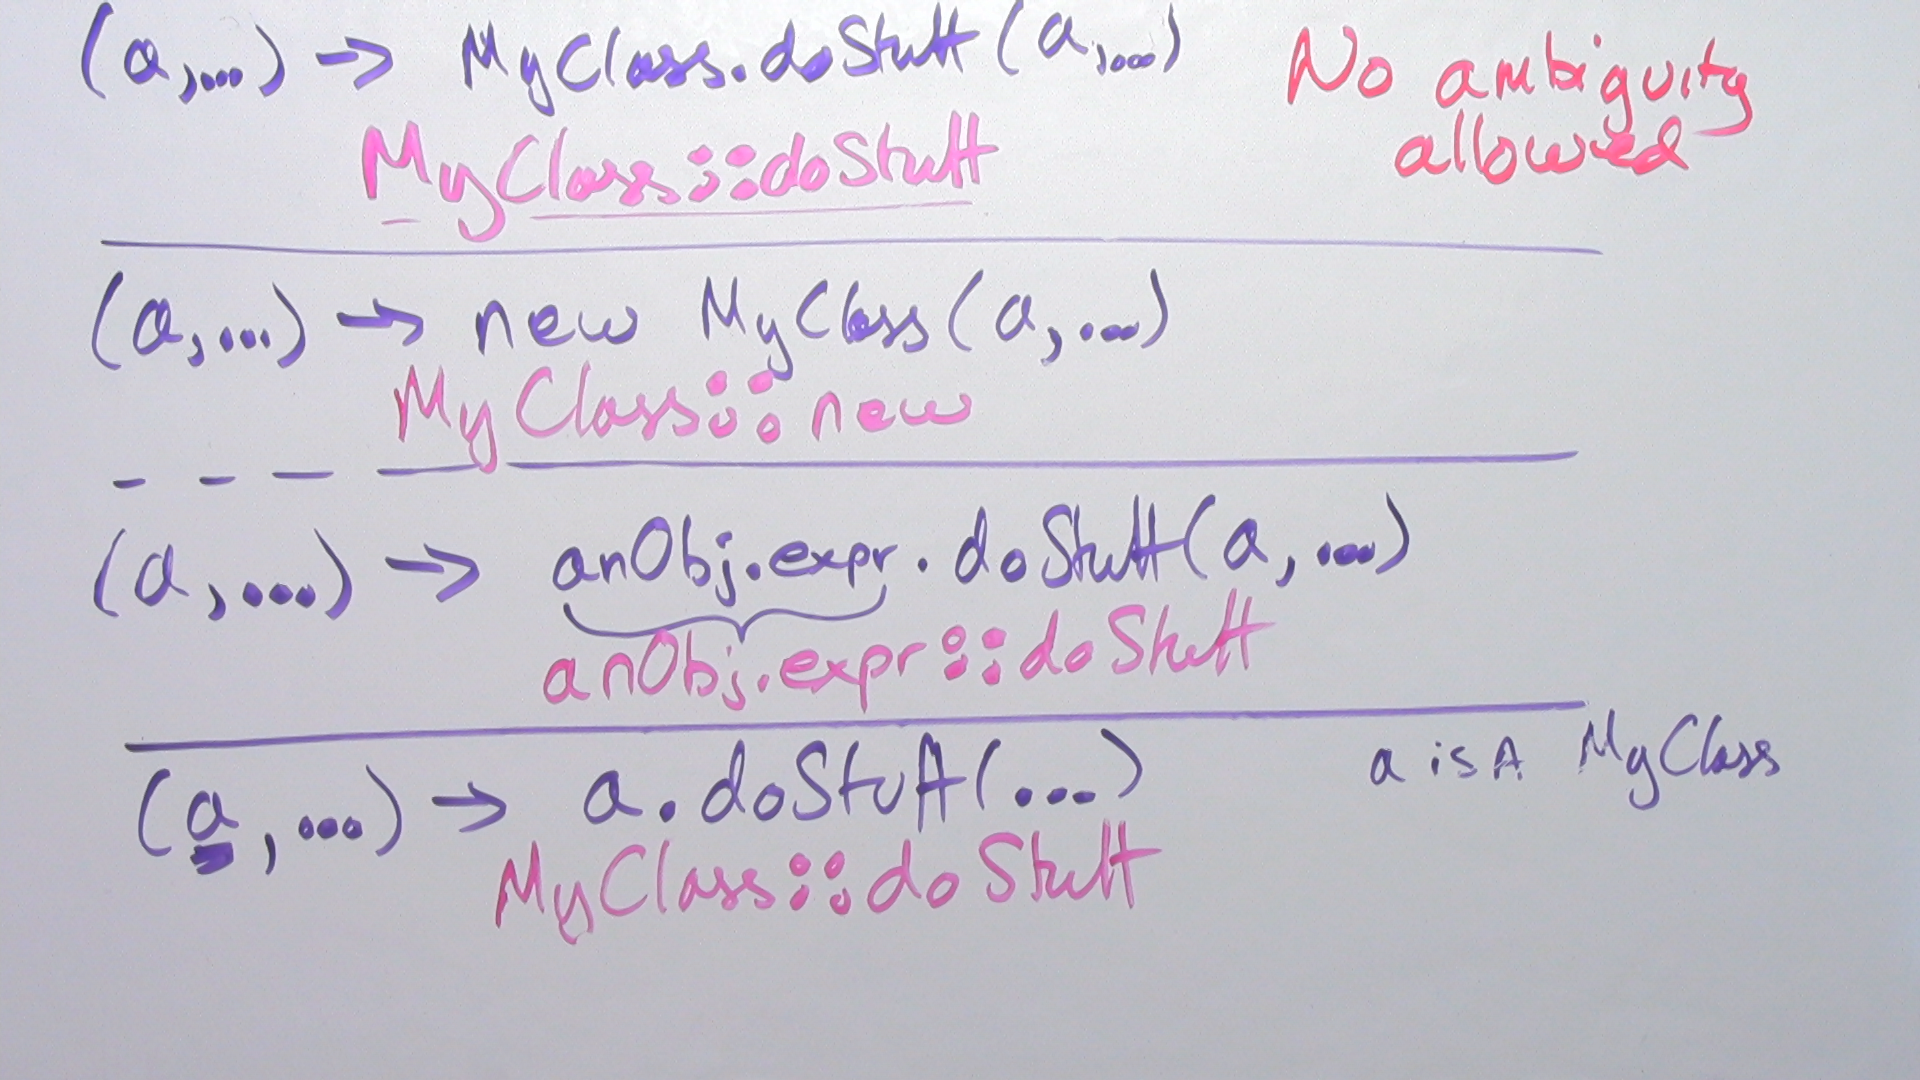 (a,...) → MyClass.doStuff(a,...)
No ambiguity
allowed
MyClass::doStuff
(a,...) → new MyClass(a,...)
MyClass::new
(a,...) → anObj.expr.doStuff(a,...)
anObj.expr::doStuff
a isA MyClass
(a,...) → a.doStuff(...)
MyClass::doStuff